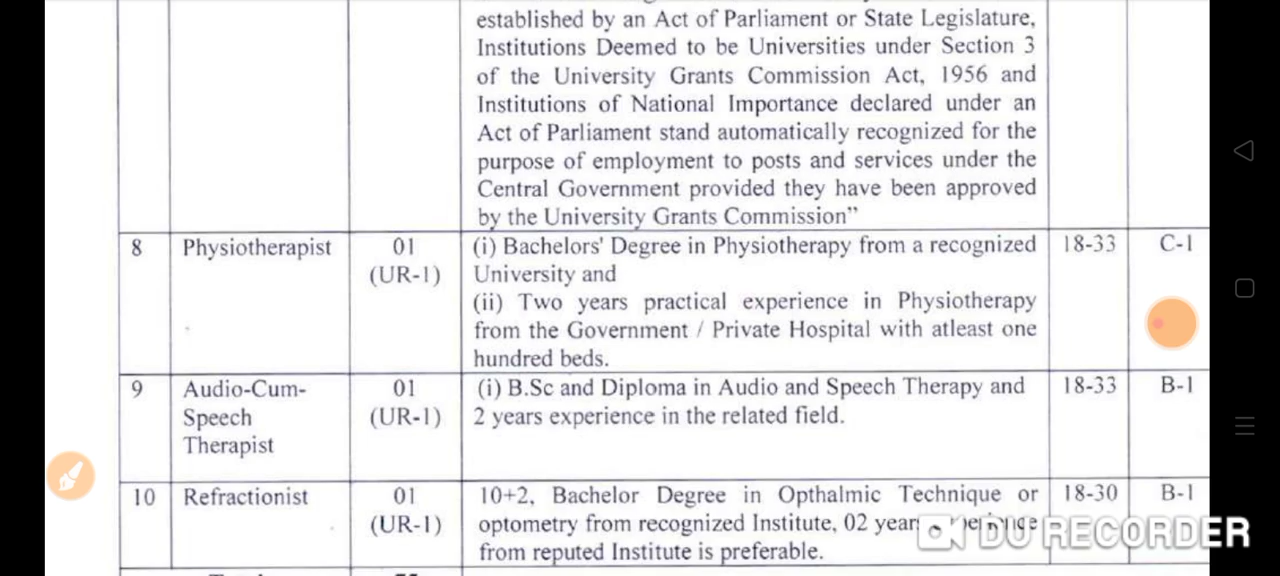 established by an Act of Parliament or State Legislature,
Institutions Deemed to be Universities under Section 3
of the University Grants Commission Act, 1956 and
Institutions of National Importance declared under an
Act of Parliament stand automatically recognized for the
purpose of employment to posts and services under the
Central Government provided they have been approved
by the University Grants Commission”
8 Physiotherapist 01 (i) Bachelors' Degree in Physiotherapy from a recognized 18-33 C-1
(UR-1) University and
(ii) Two years practical experience in Physiotherapy
from the Government / Private Hospital with atleast one
hundred beds.
9 Audio-Cum- 01 (i) B.Sc and Diploma in Audio and Speech Therapy and 18-33 B-1
Speech (UR-1) 2 years experience in the related field.
Therapist
10 Refractionist 01 10+2, Bachelor Degree in Opthalmic Technique or 18-30 B-1
(UR-1) optometry from recognized Institute, 02 year
from reputed Institute is preferable.
DU RECORDER